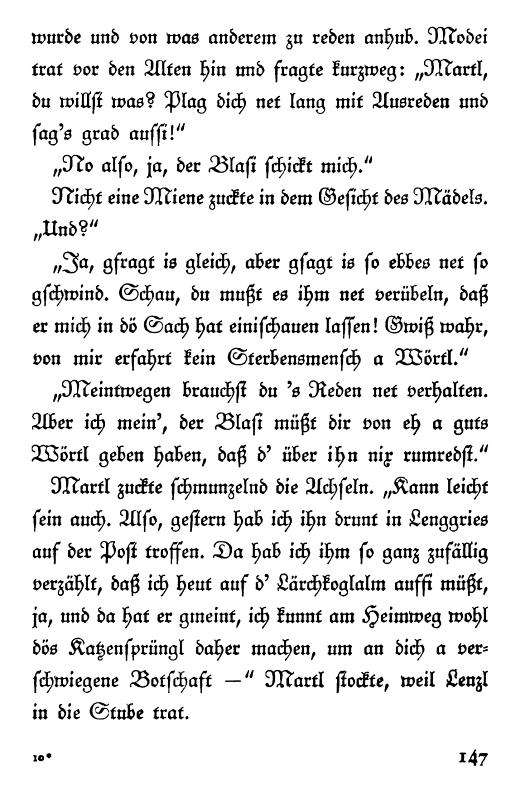 wurde und von was anderem zu reden anhub. Modei
trat vor den Alten hin und fragte kurzweg: „Martl,
du willst was? Plag dich net lang mit Ausreden und
sag's grad aussi!“
„No also, ja, der Blasi schickt mich.“
Nicht eine Miene zuckte in dem Gesicht des Mädels.
„Und?“
„Ja, gfragt is gleich, aber gsagt is so ebbes net so
gschwind. Schau, du mußt es ihm net verübeln, daß
er mich in dö Sach hat einischauen lassen! Gwiß wahr,
von mir erfahrt kein Sterbensmensch a Wörtl.“
„Meintwegen brauchst du 's Reden net verhalten.
Aber ich mein', der Blasi müßt dir von eh a guts
Wörtl geben haben, daß d' über ihn nix rumredst.“
Martl zuckte schmunzelnd die Achseln. „Kann leicht
sein auch. Also, gestern hab ich ihn drunt in Lenggries
auf der Post troffen. Da hab ich ihm so ganz zufällig
verzählt, daß ich heut auf d' Lärchkoglalm auffi müßt,
ja, und da hat er gmeint, ich kunnt am Heimweg wohl
dös Katzensprüngl daher machen, um an dich a ver-
schwiegene Botschaft —“ Martl stockte, weil Lenzl
in die Stube trat.
10*
147